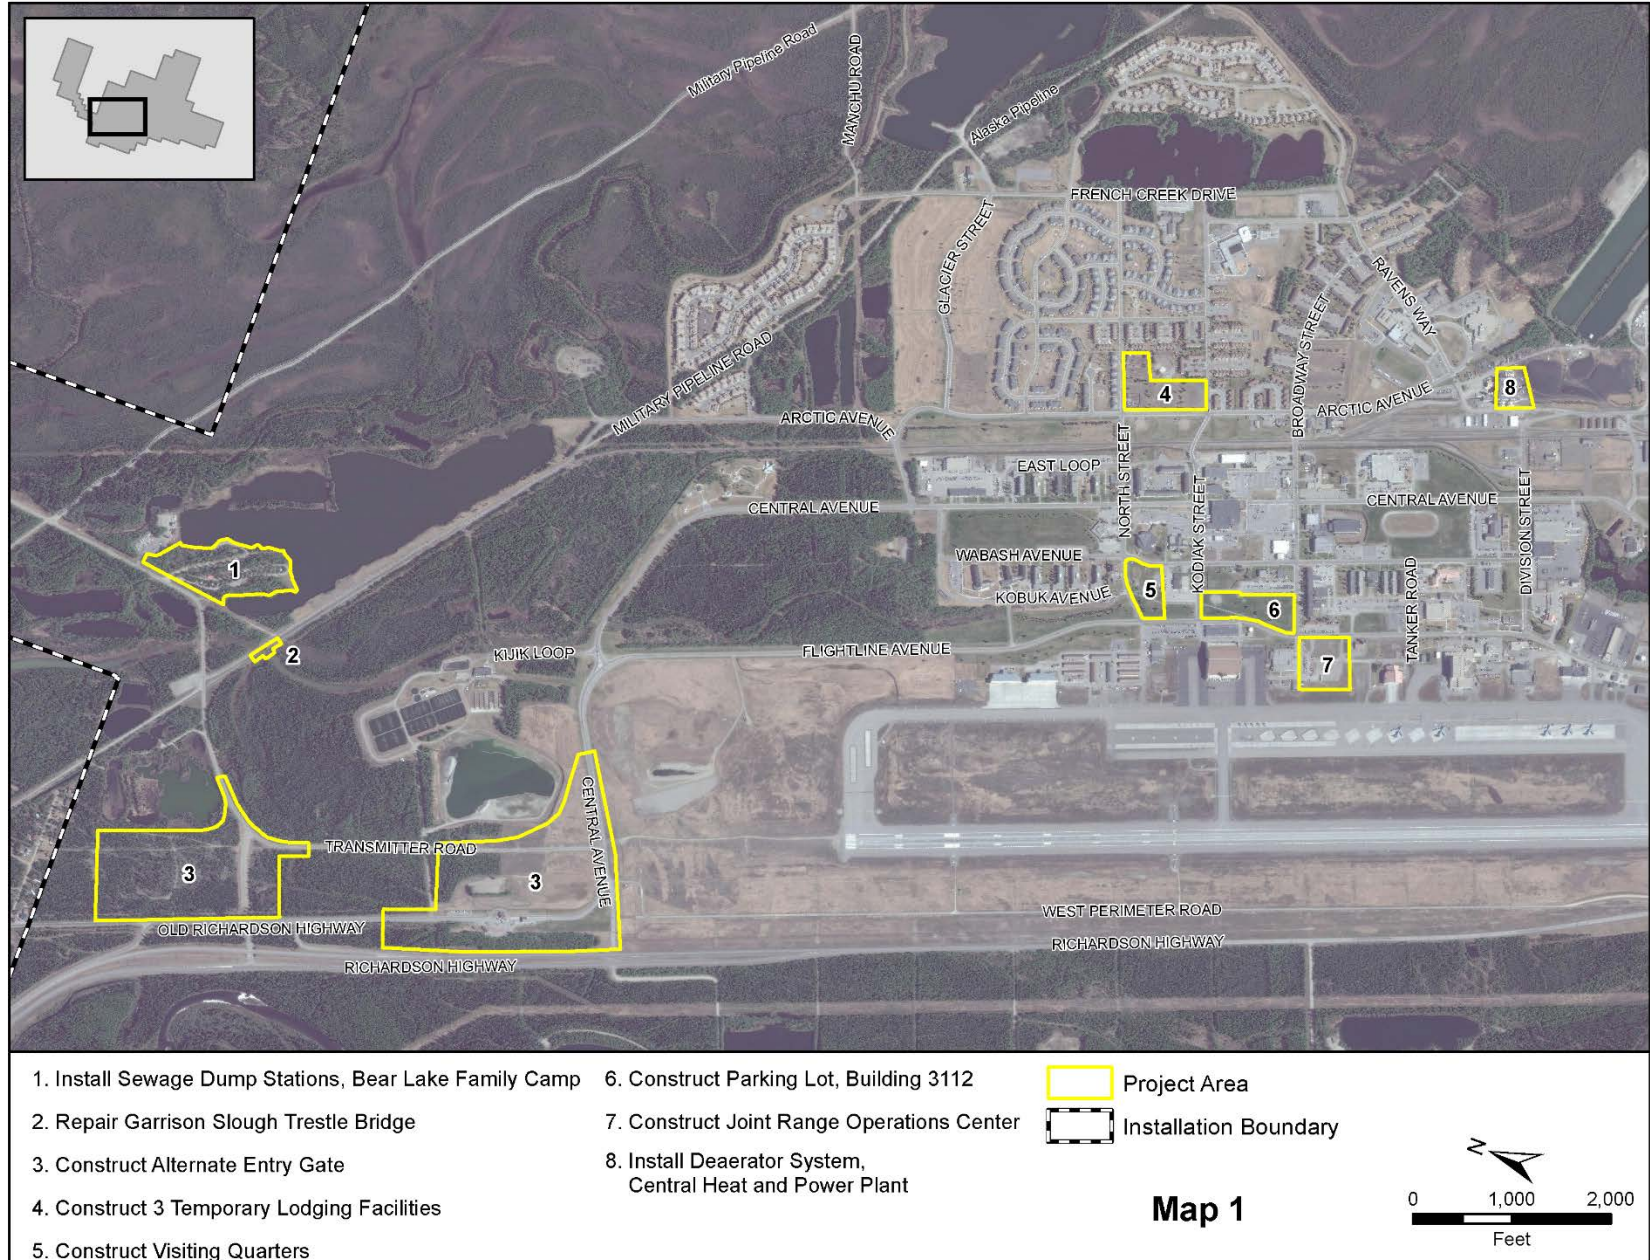 Military Pipeline Road
MANCHU ROAD
Alaska Pipeline
FRENCH CREEK DRIVE
GLACIER STREET
RAVENS WAY
BROADWAY STREET
MILITARY PIPELINE ROAD
4
8
ARCTIC AVENUE
ARCTIC AVENUE
EAST LOOP
NORTH STREET
KODIAK STREET
CENTRAL AVENUE
CENTRAL AVENUE
DIVISION STREET
WABASH AVENUE
1
5
KOBUK AVENUE
6
TANKER ROAD
2
KIJIK LOOP
FLIGHTLINE AVENUE
7
CENTRAL AVENUE
TRANSMITTER ROAD
3
3
WEST PERIMETER ROAD
OLD RICHARDSON HIGHWAY
RICHARDSON HIGHWAY
RICHARDSON HIGHWAY
1. Install Sewage Dump Stations, Bear Lake Family Camp
2. Repair Garrison Slough Trestle Bridge
3. Construct Alternate Entry Gate
4. Construct 3 Temporary Lodging Facilities
5. Construct Visiting Quarters
6. Construct Parking Lot, Building 3112
7. Construct Joint Range Operations Center
8. Install Deaerator System,
Central Heat and Power Plant
Project Area
Installation Boundary
Map 1
N
0 1,000 2,000
Feet